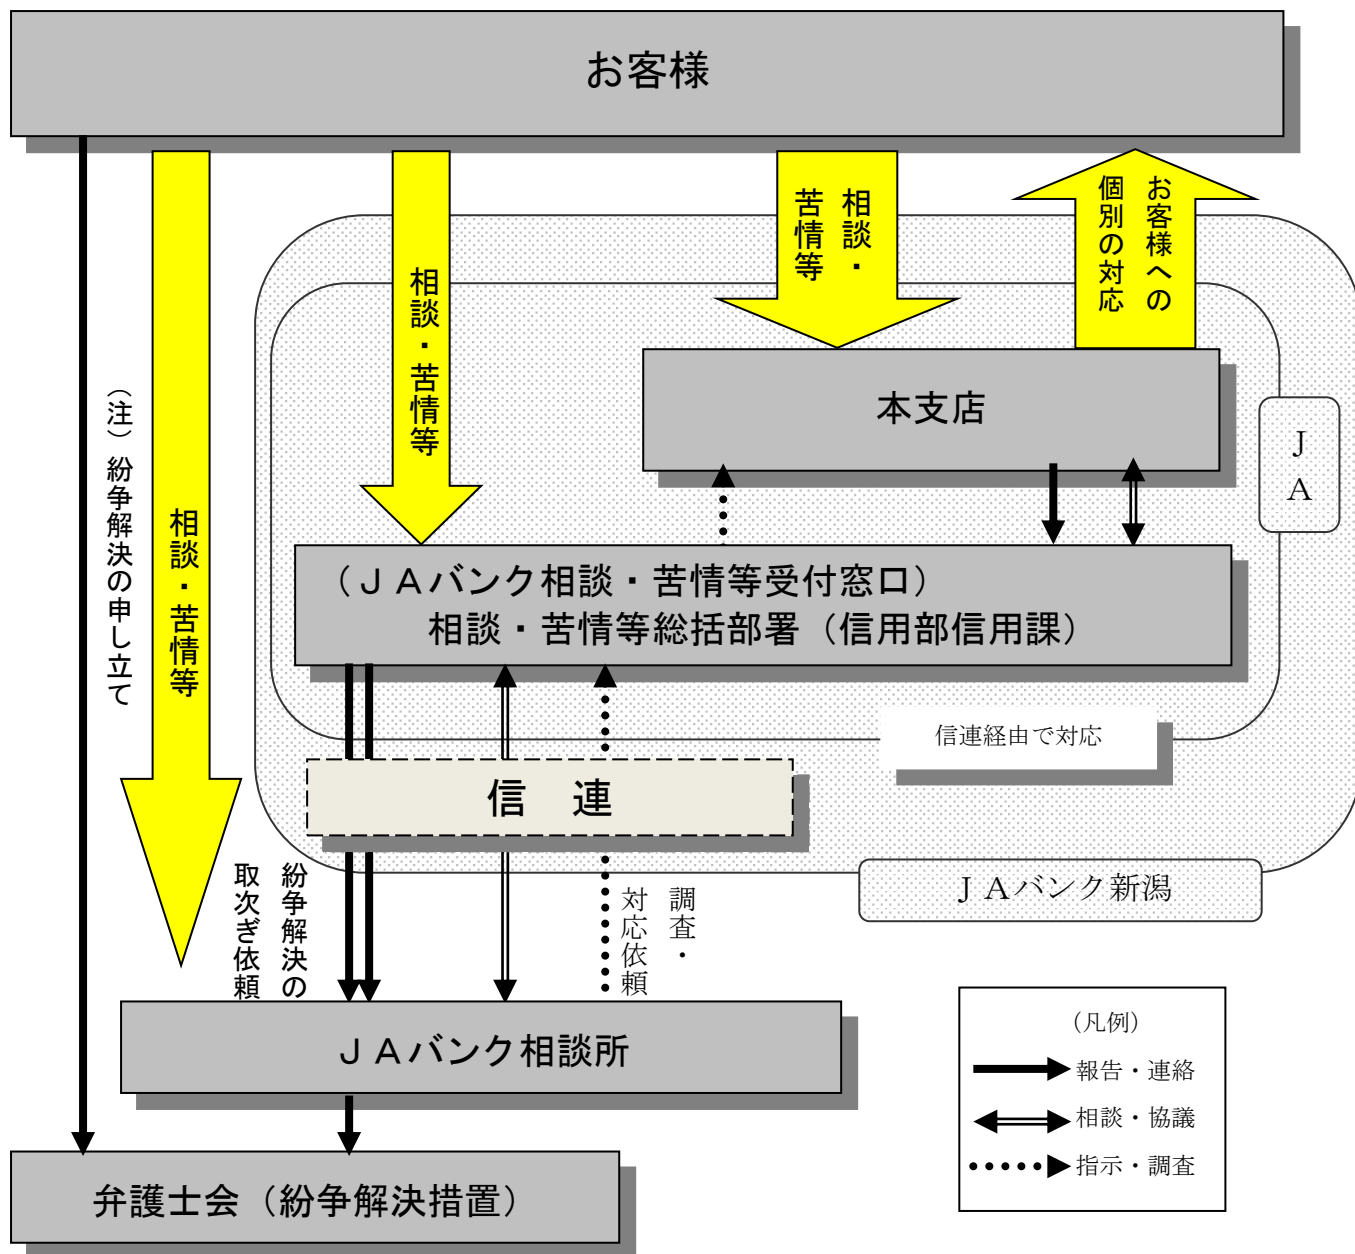 お客様
相談・
苦情等
お客様への
個別の対応
相談・苦情等
本支店
ＪＡ
（注）紛争解決の申し立て
相談・苦情等
（ＪＡバンク相談・苦情等受付窓口）
相談・苦情等総括部署（信用部信用課）
信連経由で対応
信　連
ＪＡバンク新潟
紛争解決の
取次ぎ依頼
調査・
対応依頼
ＪＡバンク相談所
（凡例）
報告・連絡
相談・協議
指示・調査
弁護士会（紛争解決措置）